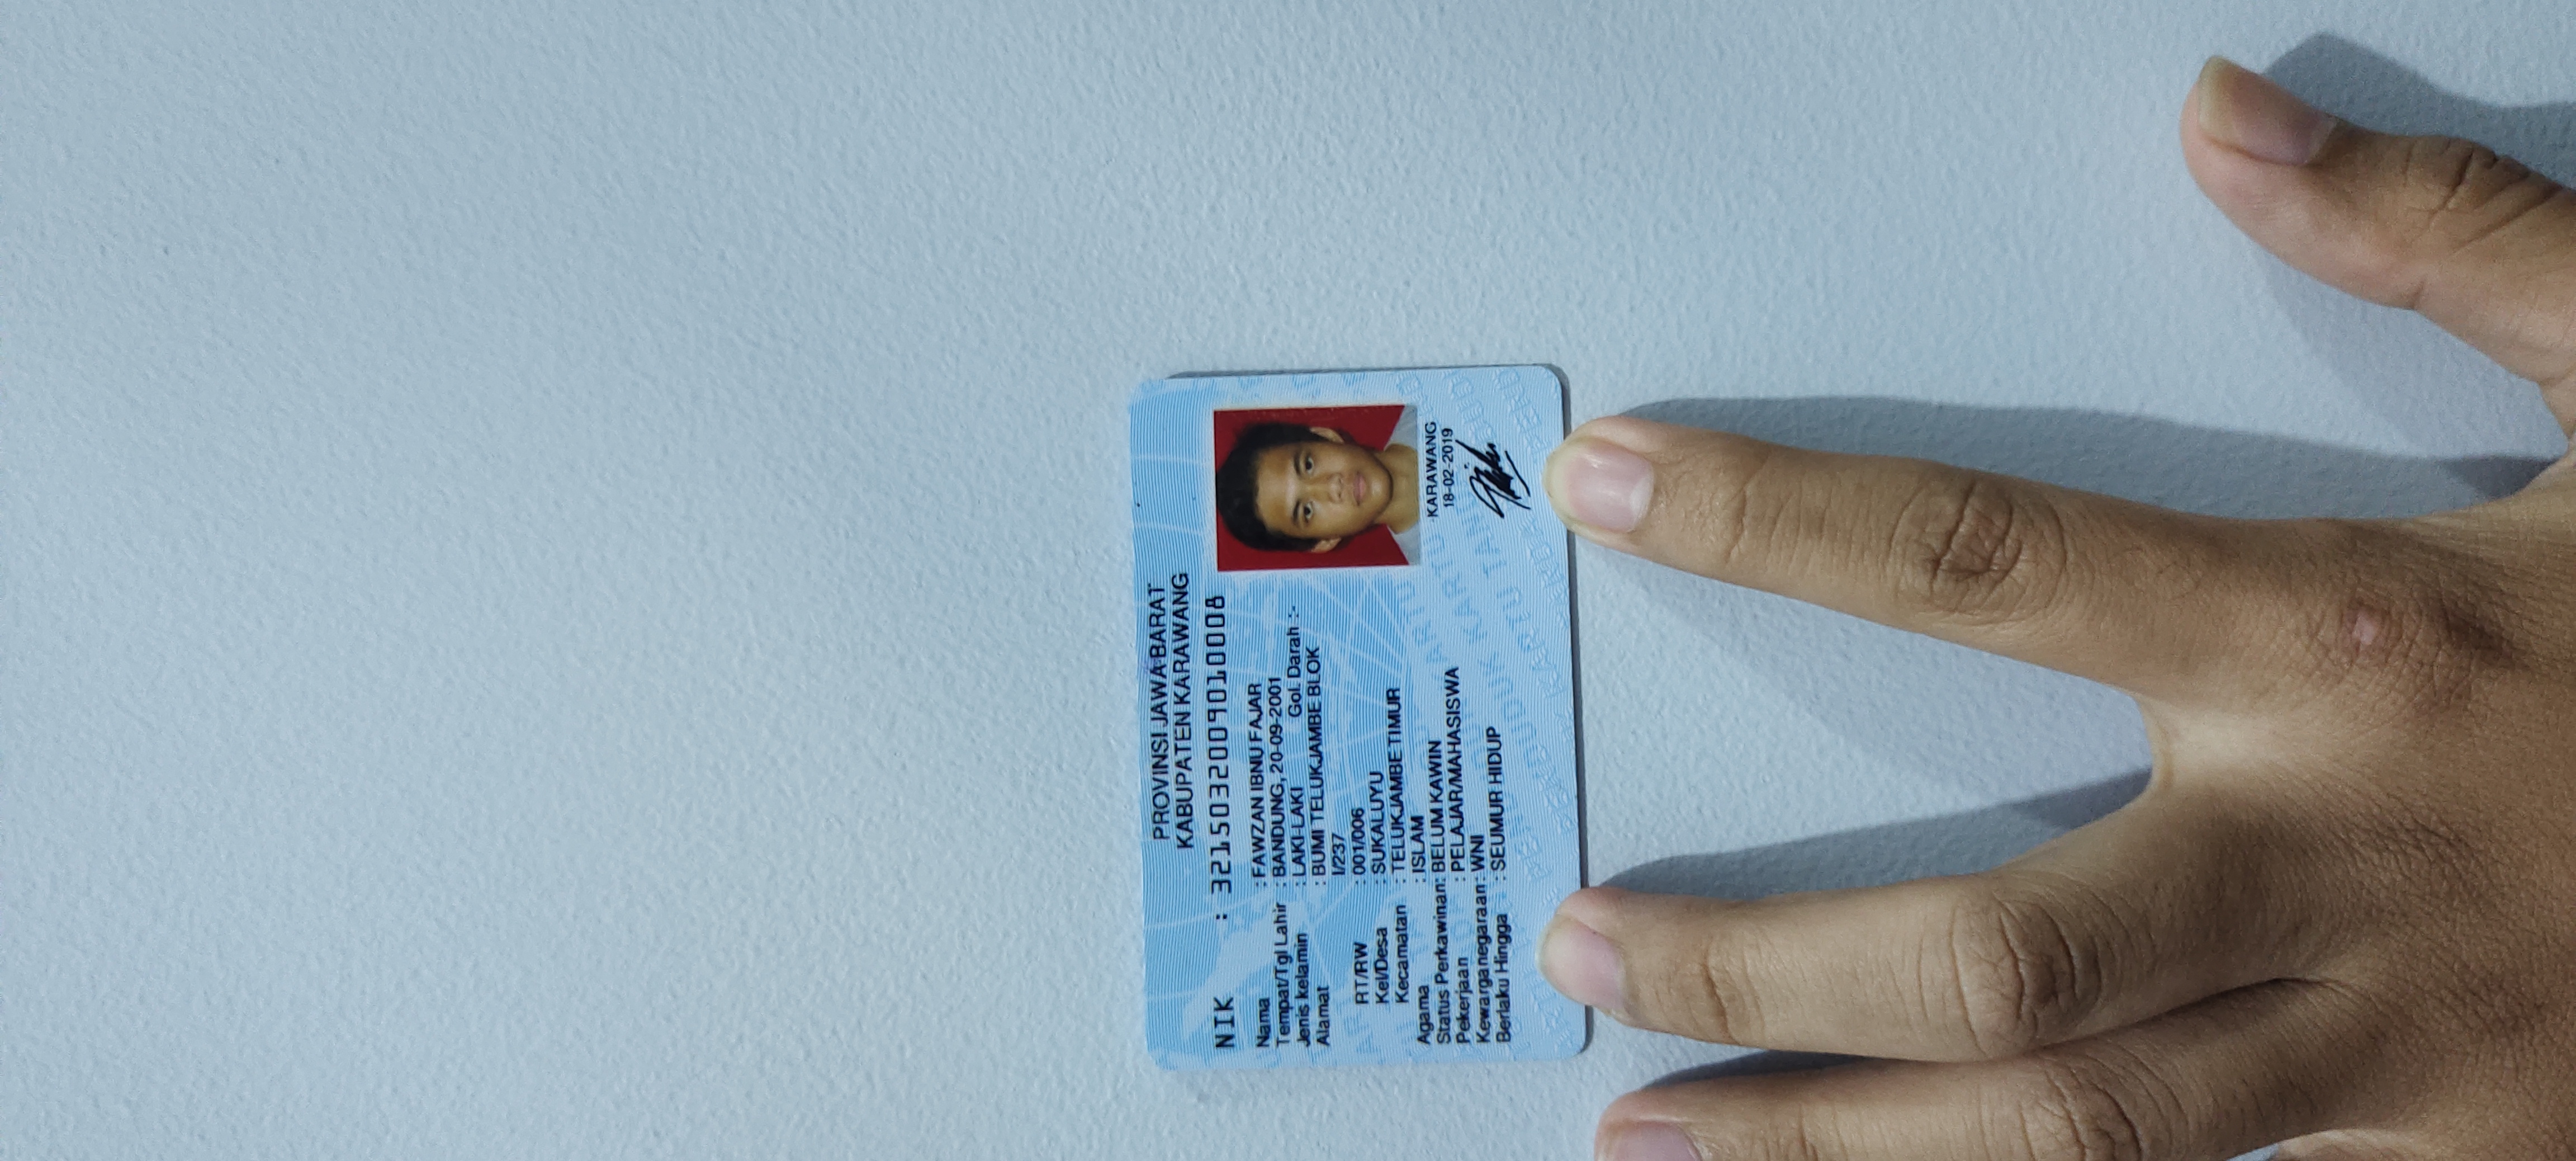 PROVINSI JAWA BARAT
KABUPATEN KARAWANG
NIK : 3215032009010008
Nama : FAWZAN IBNU FAJAR
Tempat/Tgl Lahir : BANDUNG, 20-09-2001
Jenis kelamin : LAKI-LAKI Gol. Darah :-
Alamat : BUMI TELUKJAMBE BLOK
I/237
RT/RW : 001/006
Kel/Desa : SUKALUYU
Kecamatan : TELUKJAMBE TIMUR
Agama : ISLAM
Status Perkawinan: BELUM KAWIN
Pekerjaan : PELAJAR/MAHASISWA
Kewarganegaraan: WNI
Berlaku Hingga : SEUMUR HIDUP
KARAWANG
18-02-2019